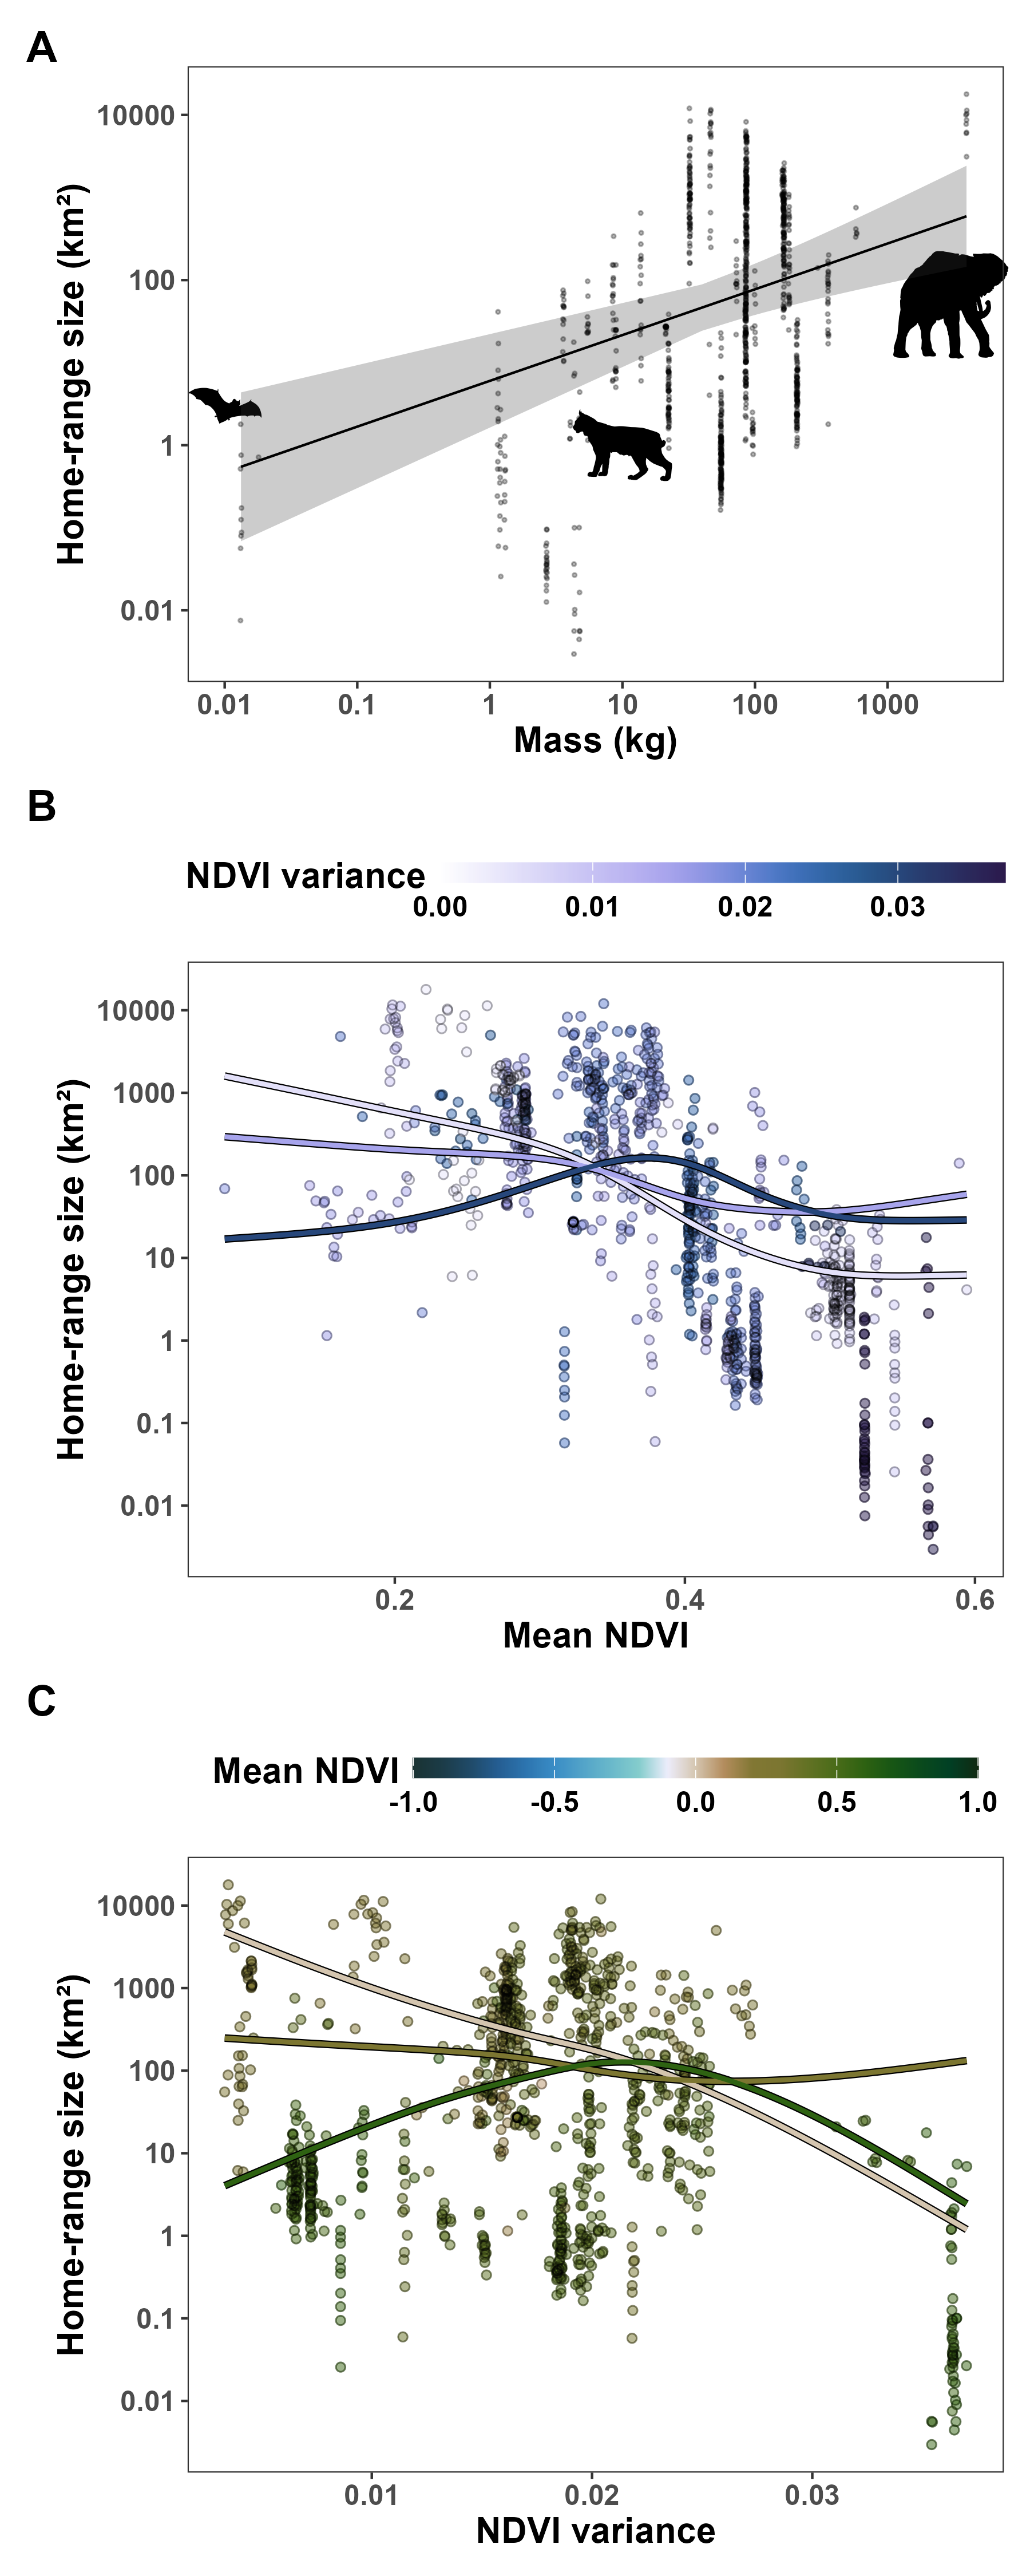 A
Home-range size (km²)
10000
100
1
0.01
0.01 0.1 1 10 100 1000
Mass (kg)
B
NDVI variance
0.00 0.01 0.02 0.03
Home-range size (km²)
10000
1000
100
10
1
0.1
0.01
0.2 0.4 0.6
Mean NDVI
C
Mean NDVI
-1.0 -0.5 0.0 0.5 1.0
Home-range size (km²)
10000
1000
100
10
1
0.1
0.01
0.01 0.02 0.03
NDVI variance